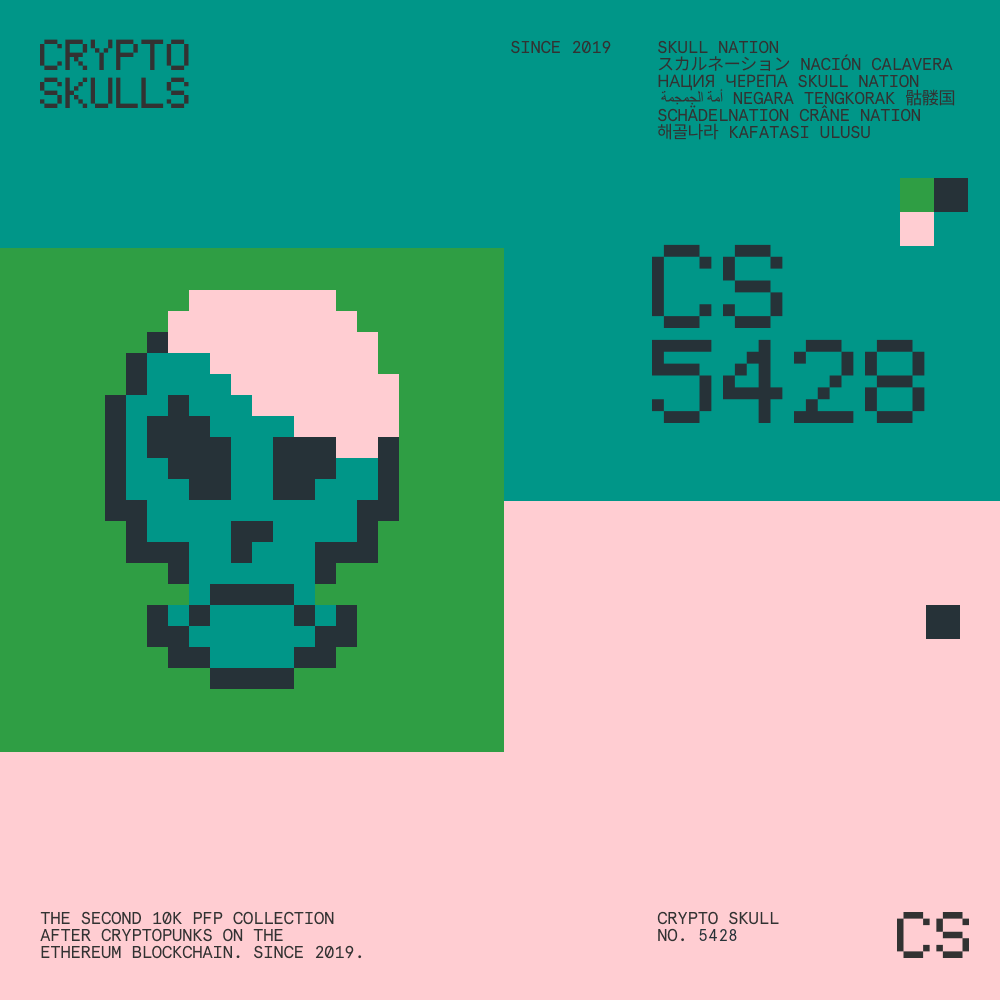 CRYPTO
SKULLS
SINCE 2019
SKULL NATION
スカルネーション NACIÓN CALAVERA
НАЦИЯ ЧЕРЕПА SKULL NATION
أمة الجمجمة NEGARA TENGKORAK 骷髅国
SCHÄDELNATION CRÂNE NATION
해골나라 KAFATASI ULUSU
CS
5428
THE SECOND 10K PFP COLLECTION
AFTER CRYPTOPUNKS ON THE
ETHEREUM BLOCKCHAIN. SINCE 2019.
CRYPTO SKULL
NO. 5428
CS